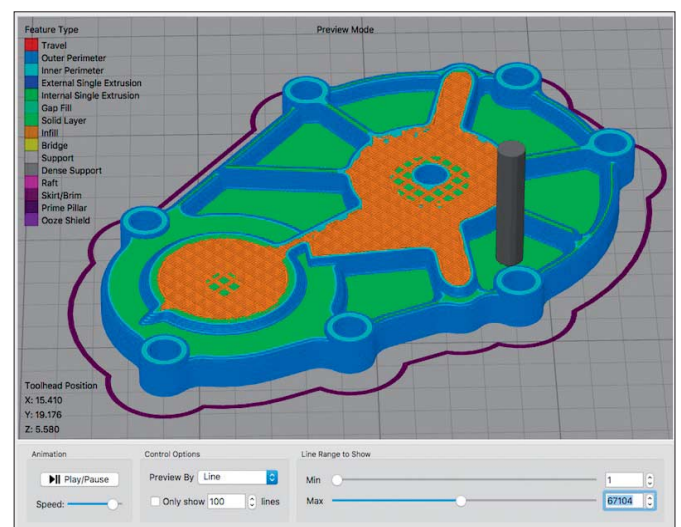 Feature Type
Preview Mode
Travel
Outer Perimeter
Inner Perimeter
External Single Extrusion
Internal Single Extrusion
Gap Fill
Solid Layer
Infill
Bridge
Support
Dense Support
Raft
Skirt/Brim
Prime Pillar
Ooze Shield
Toolhead Position
X: 15.410
Y: 19.176
Z: 5.580
Animation
Play/Pause
Speed:
Control Options
Preview By Line
Only show 100 lines
Line Range to Show
Min 1
Max 67104